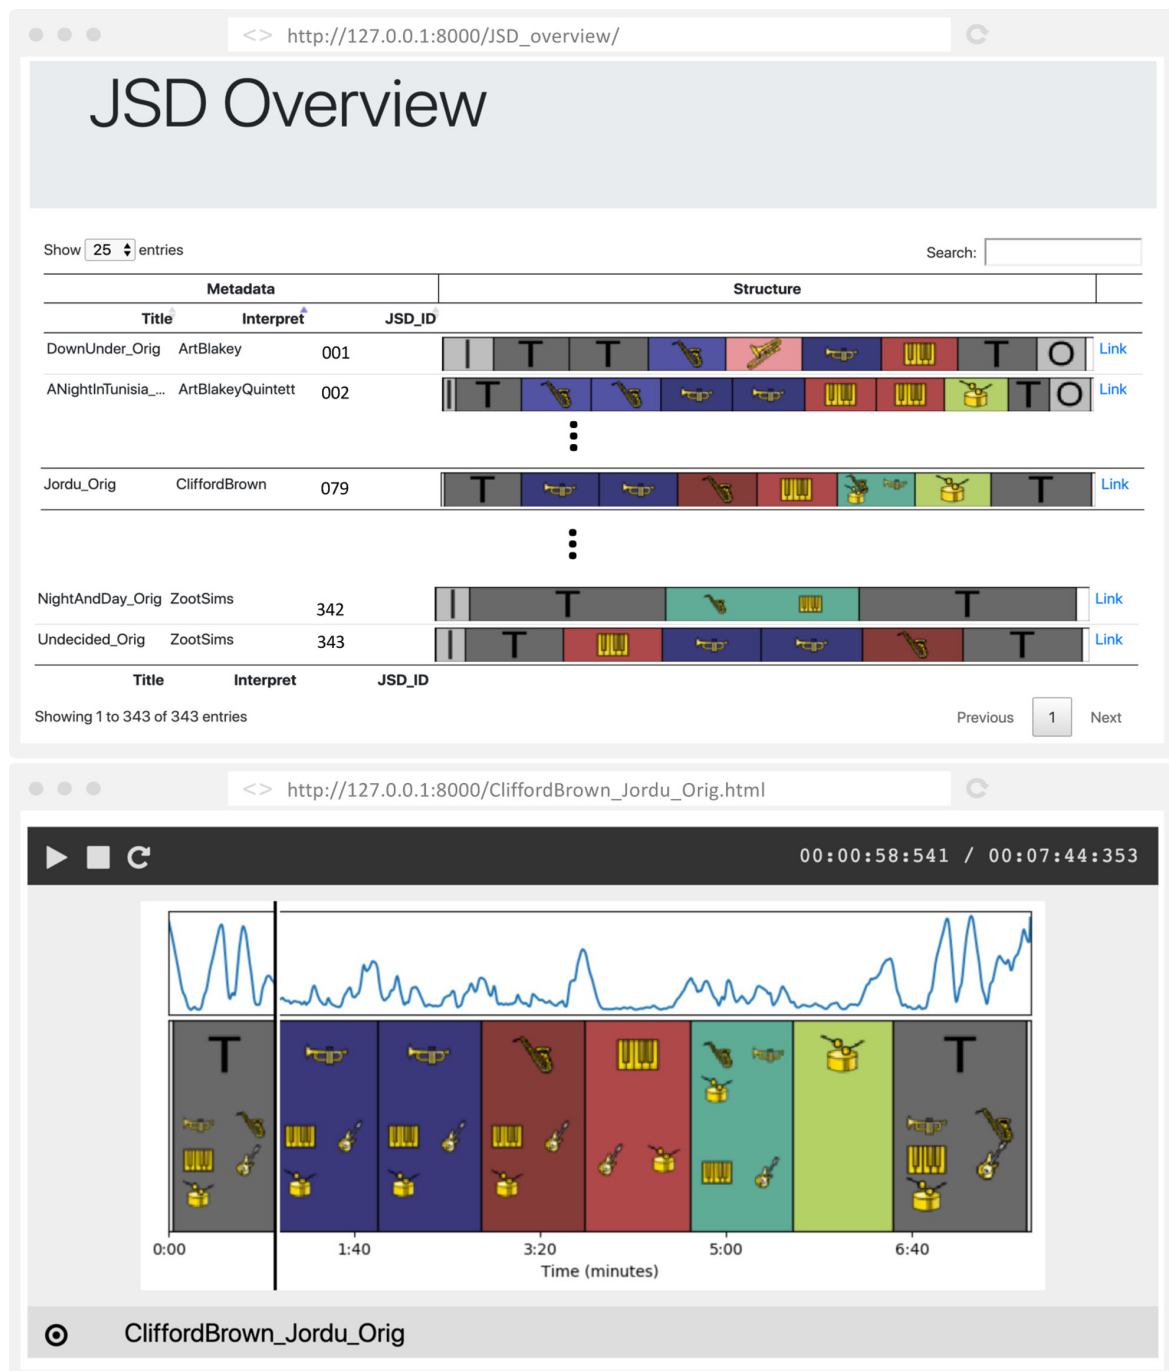 <> http://127.0.0.1:8000/JSD_overview/
JSD Overview
Show 25 entries
Search:
Metadata Structure
Title Interpret JSD_ID
DownUnder_Orig ArtBlakey 001 I T T T O Link
ANightInTunisia_... ArtBlakeyQuintett 002 I T T O Link
Jordu_Orig CliffordBrown 079 T T Link
NightAndDay_Orig ZootSims 342 I T T Link
Undecided_Orig ZootSims 343 I T T Link
Title Interpret JSD_ID
Showing 1 to 343 of 343 entries
Previous 1 Next
<> http://127.0.0.1:8000/CliffordBrown_Jordu_Orig.html
00:00:58:541 / 00:07:44:353
T T
0:00 1:40 3:20 5:00 6:40
Time (minutes)
CliffordBrown_Jordu_Orig